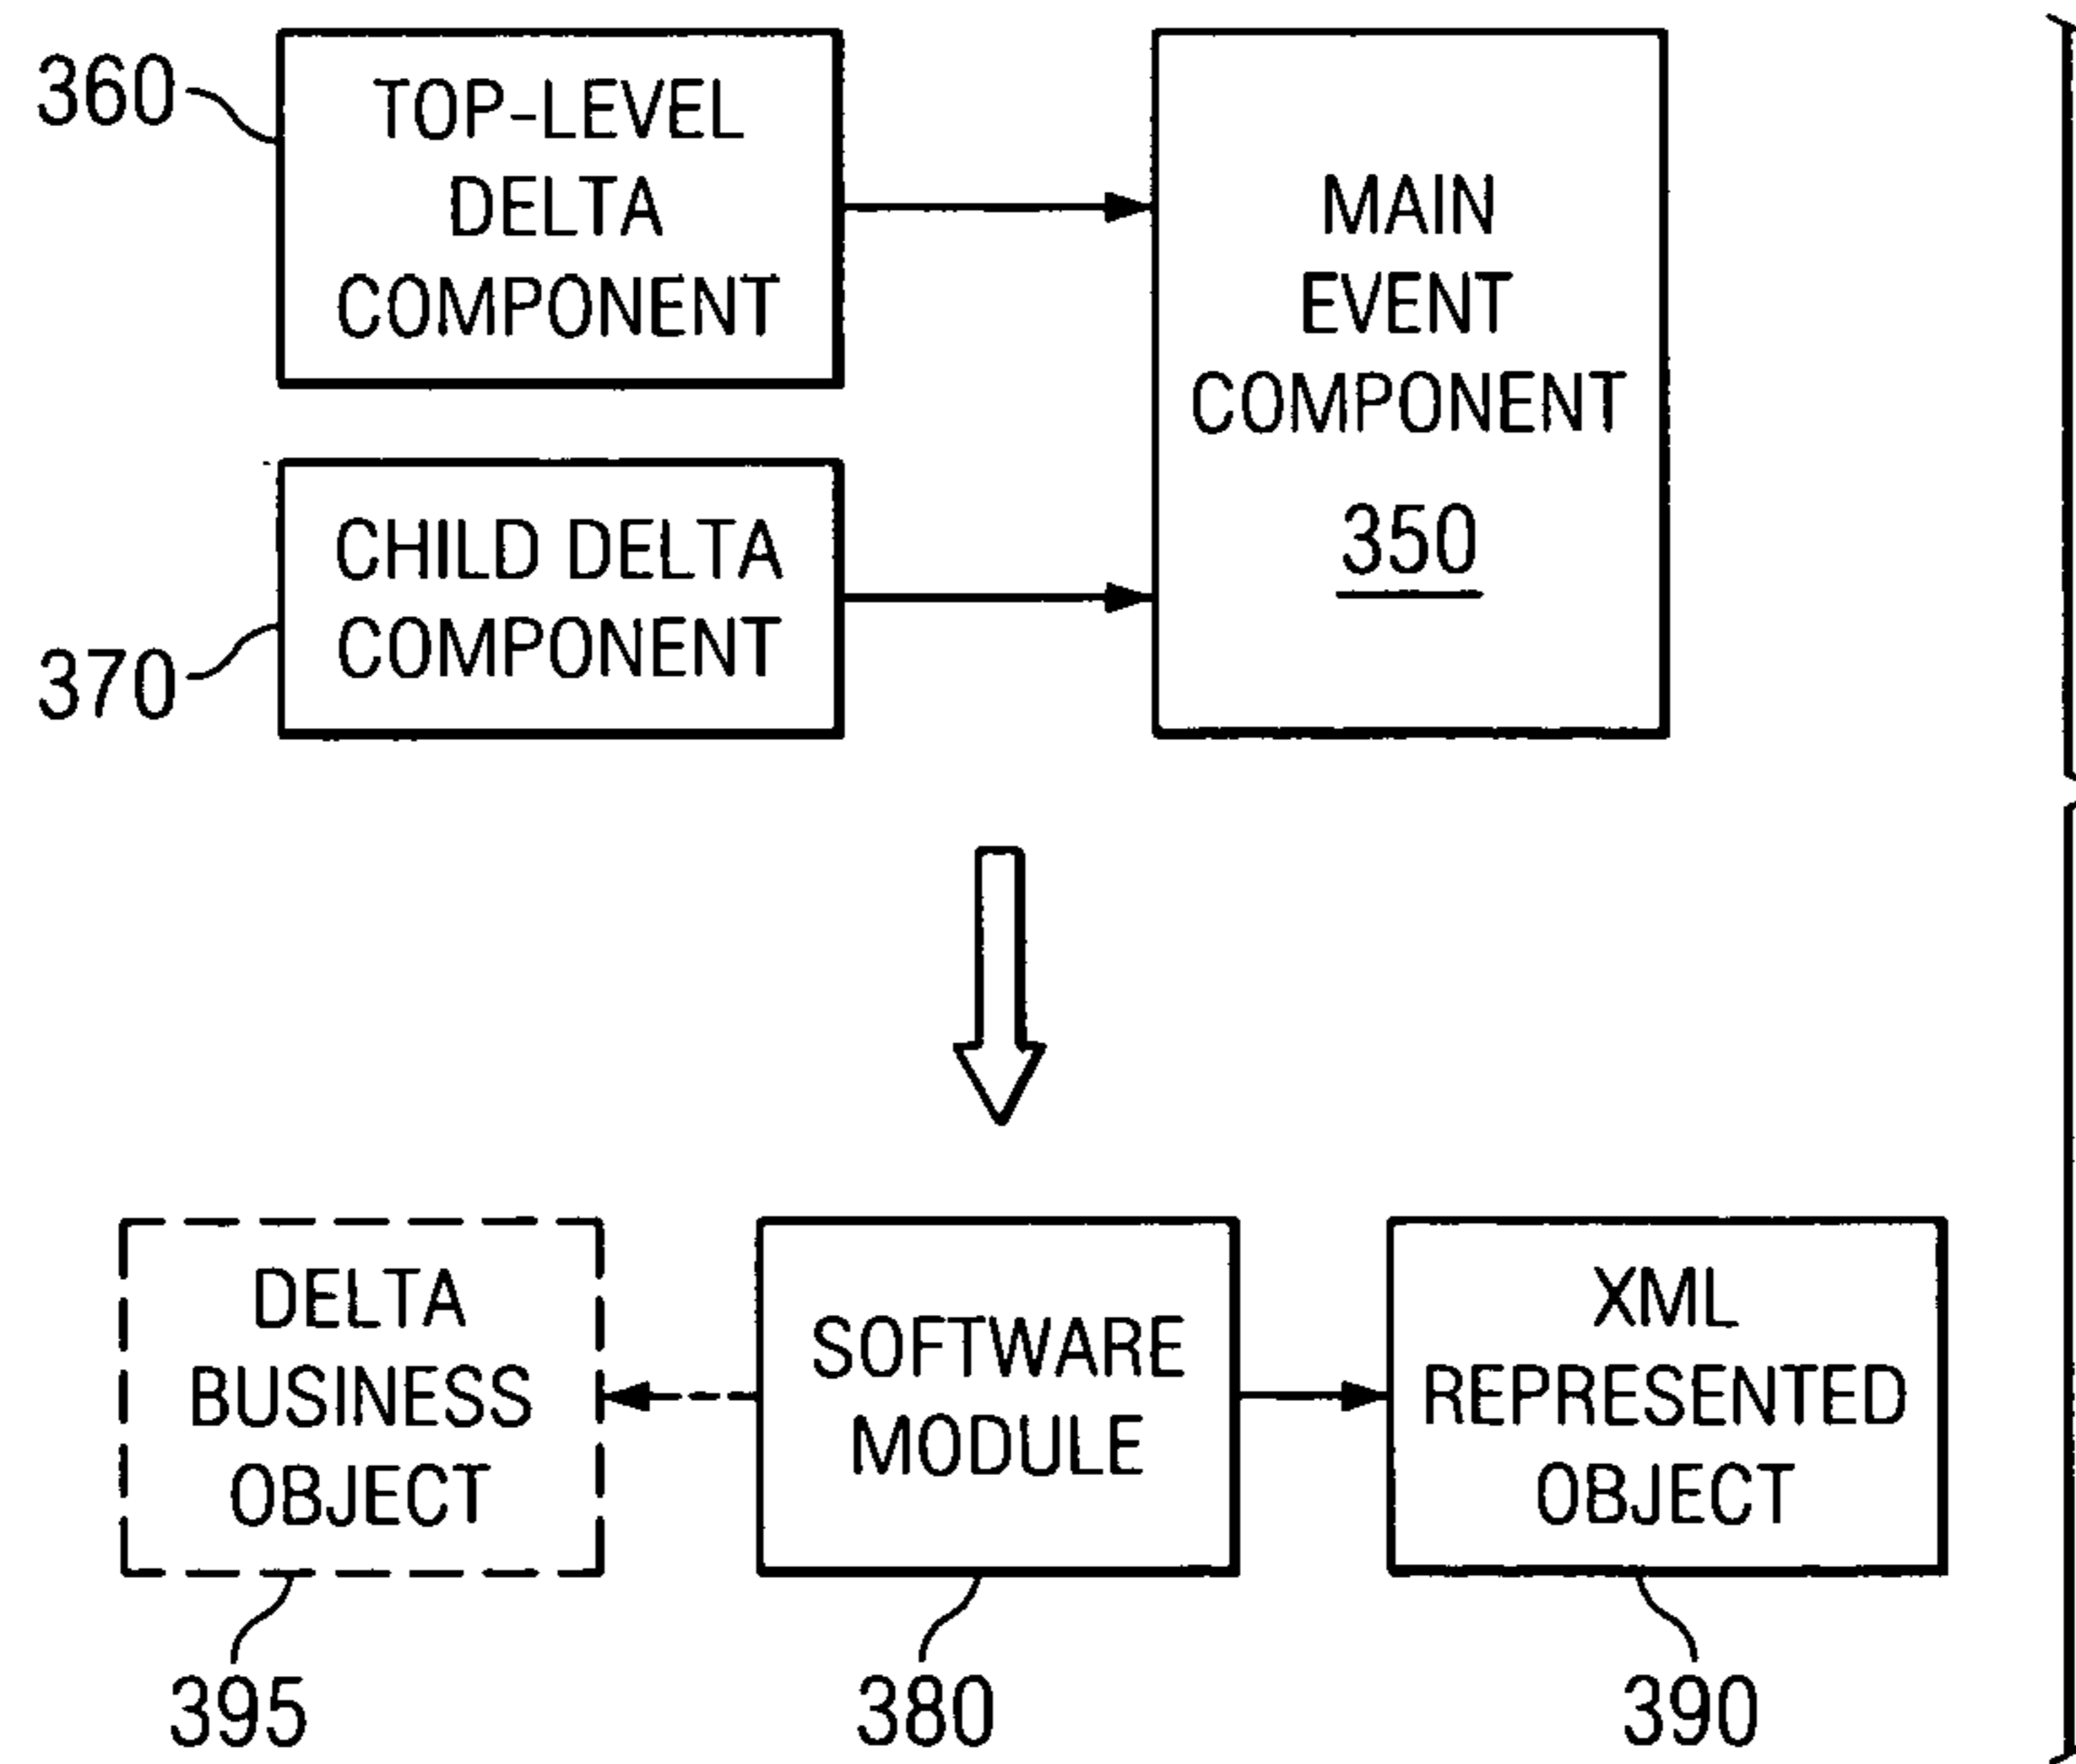 360
TOP-LEVEL
DELTA
COMPONENT
MAIN
EVENT
COMPONENT
350
CHILD DELTA
COMPONENT
370
DELTA
BUSINESS
OBJECT
SOFTWARE
MODULE
XML
REPRESENTED
OBJECT
395
380
390